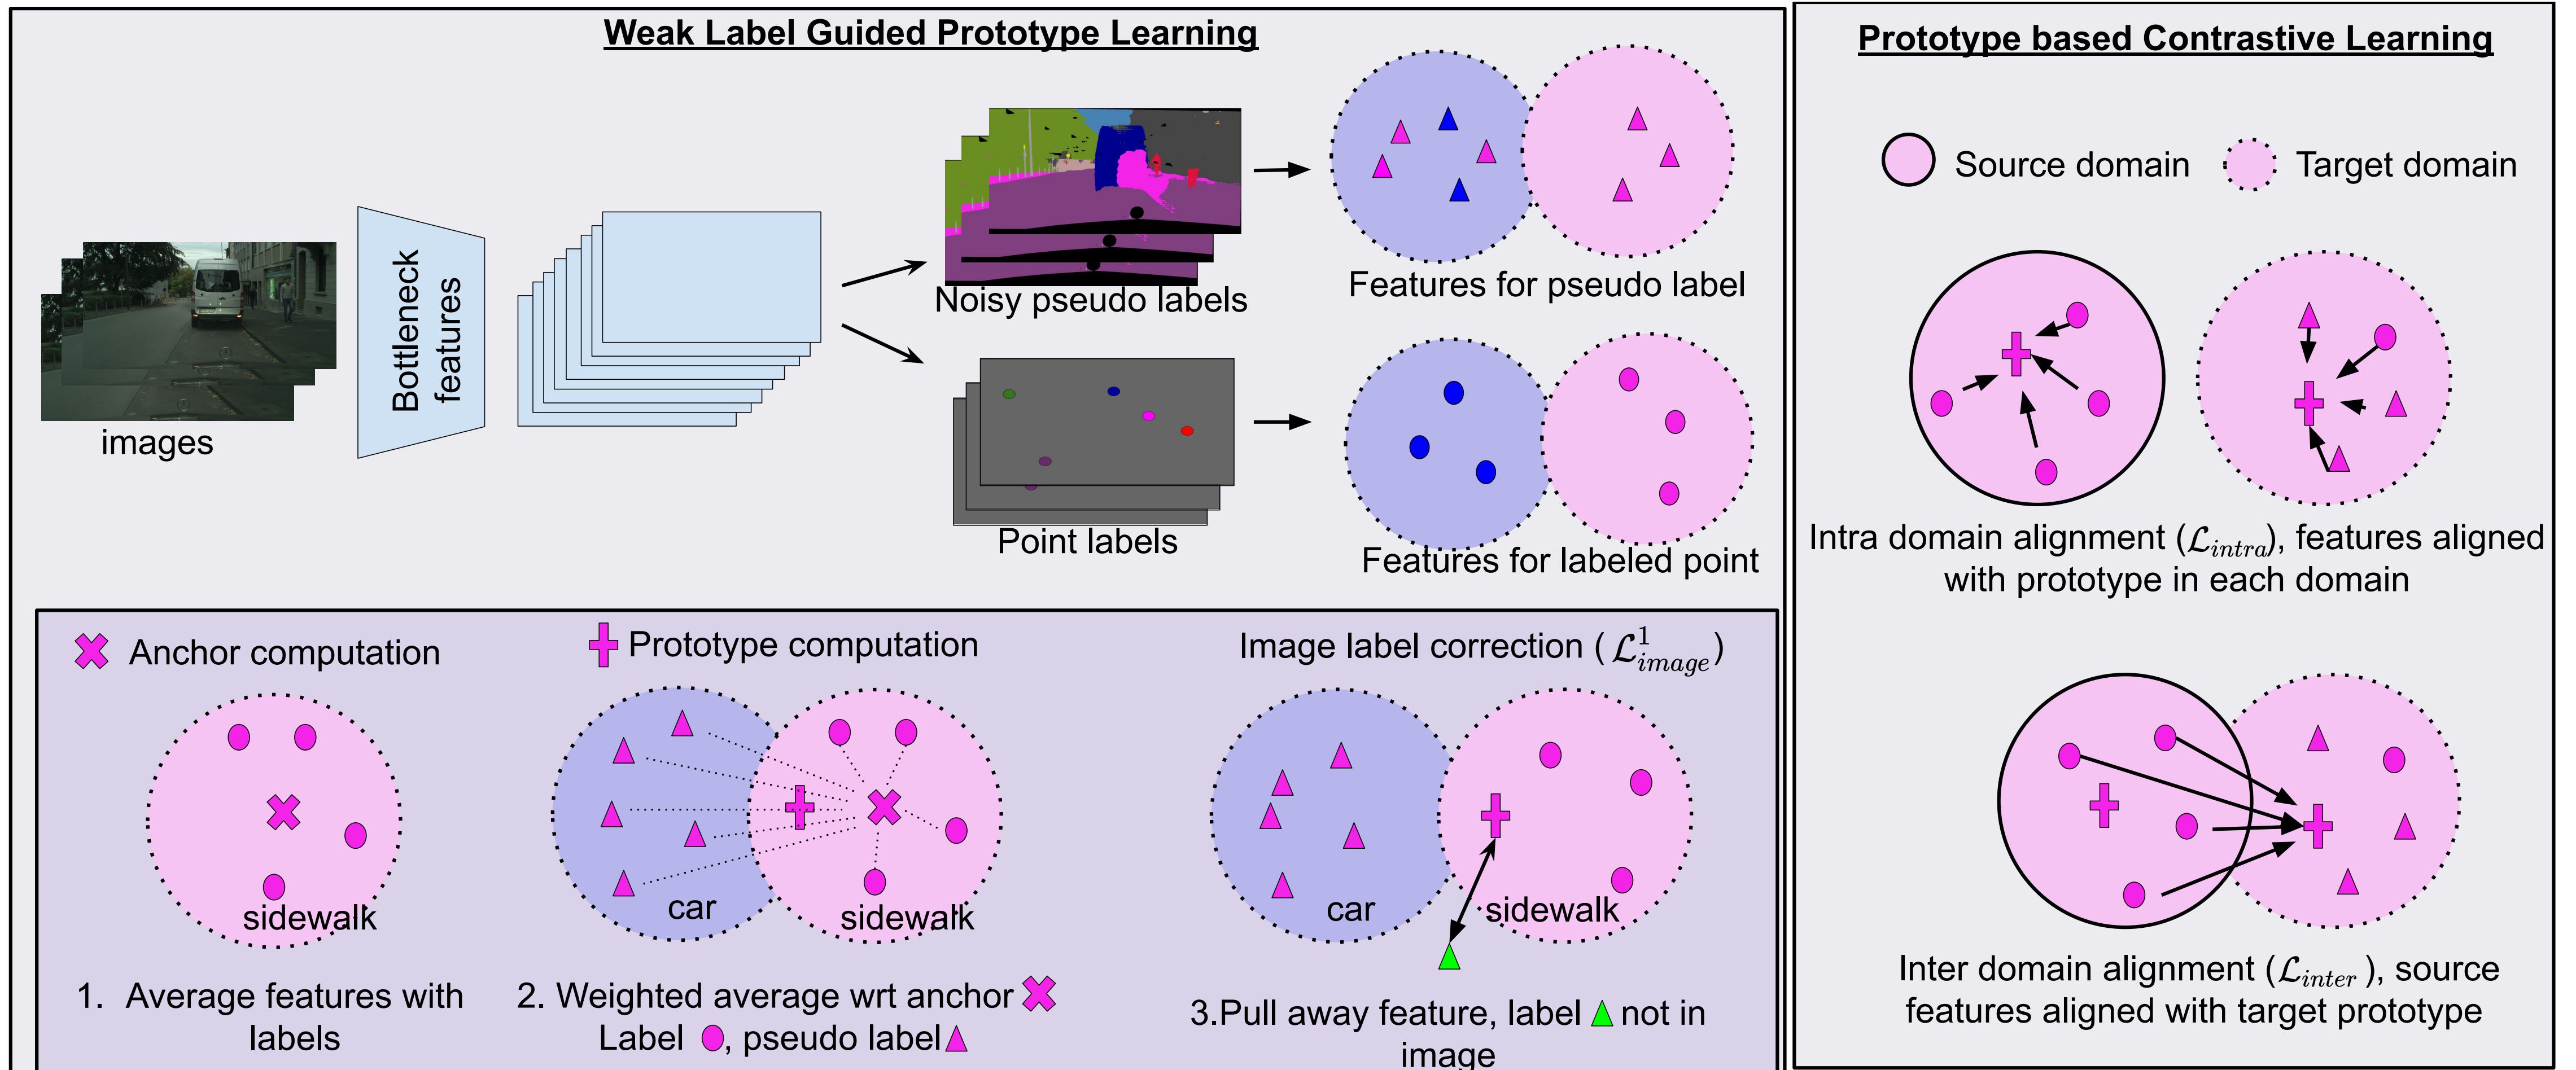 Weak Label Guided Prototype Learning
images
Bottleneck
features
Noisy pseudo labels
Features for pseudo label
Point labels
Features for labeled point
Anchor computation
sidewalk
1. Average features with
labels
Prototype computation
car
sidewalk
2. Weighted average wrt anchor
Label , pseudo label
Image label correction (ℒ¹image)
car
sidewalk
3.Pull away feature, label not in
image
Prototype based Contrastive Learning
Source domain
Target domain
Intra domain alignment (ℒintra), features aligned
with prototype in each domain
Inter domain alignment (ℒinter ), source
features aligned with target prototype